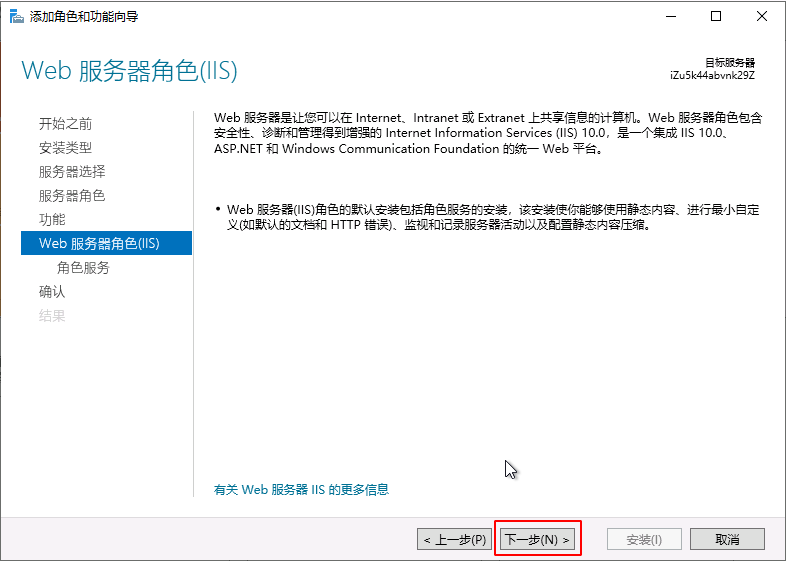 添加角色和功能向导
Web 服务器角色(IIS)
目标服务器
iZu5k44abvnk29Z
开始之前
安装类型
服务器选择
服务器角色
功能
Web 服务器角色(IIS)
角色服务
确认
结果
Web 服务器是让您可以在 Internet、Intranet 或 Extranet 上共享信息的计算机。Web 服务器角色包含
安全性、诊断和管理得到增强的 Internet Information Services (IIS) 10.0，是一个集成 IIS 10.0、
ASP.NET 和 Windows Communication Foundation 的统一 Web 平台。
• Web 服务器(IIS)角色的默认安装包括角色服务的安装，该安装使你能够使用静态内容、进行最小自定
义(如默认的文档和 HTTP 错误)、监视和记录服务器活动以及配置静态内容压缩。
有关 Web 服务器 IIS 的更多信息
< 上一步(P)
下一步(N) >
安装(I)
取消